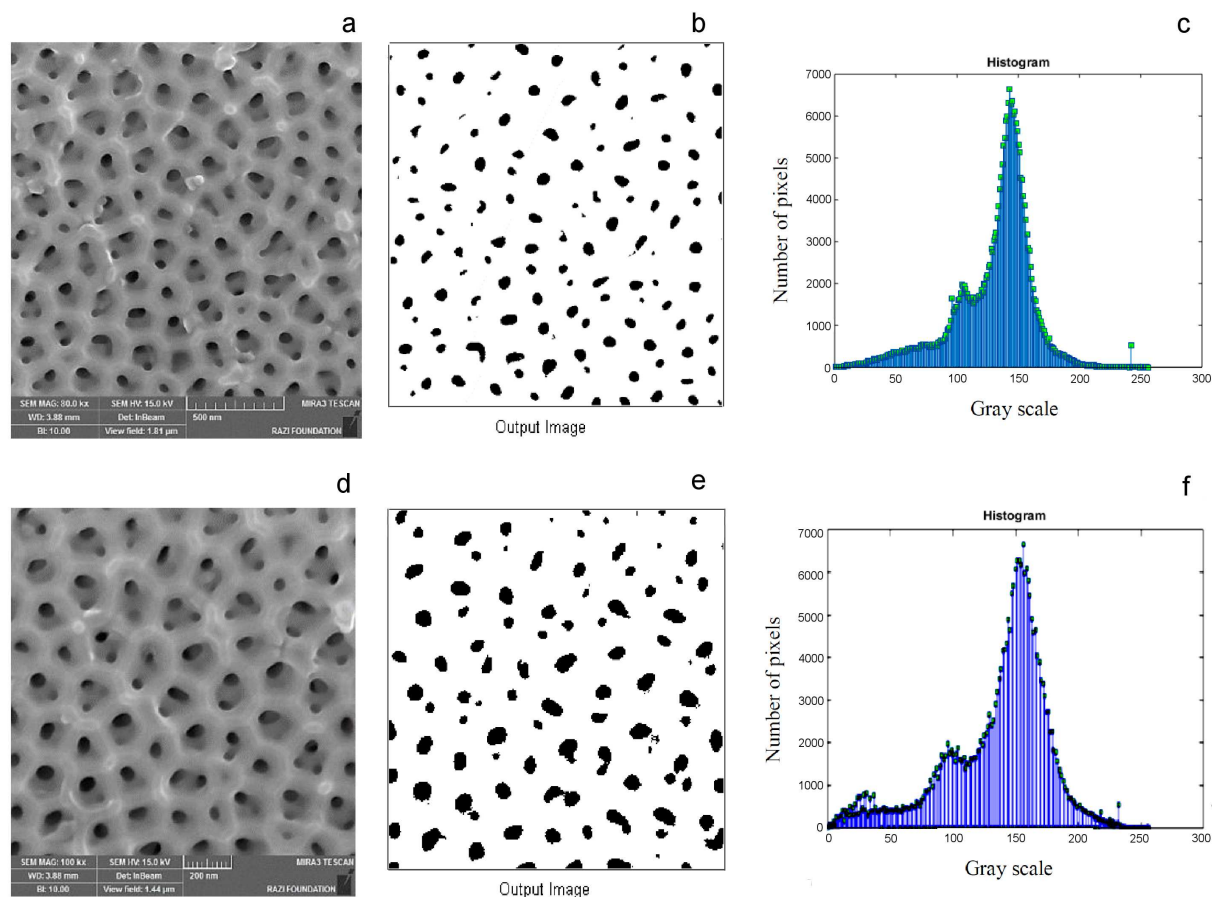 a
b
c
SEM MAG: 80.0 kx
SEM HV: 15.0 kV
MIRA3 TESCAN
WD: 3.88 mm
Det: InBeam
500 nm
BI: 10.00
View field: 1.81 µm
RAZI FOUNDATION
Output Image
Histogram
Number of pixels
7000
6000
5000
4000
3000
2000
1000
0
0
50
100
150
200
250
300
Gray scale
d
e
f
SEM MAG: 100 kx
SEM HV: 15.0 kV
MIRA3 TESCAN
WD: 3.88 mm
Det: InBeam
200 nm
BI: 10.00
View field: 1.44 µm
RAZI FOUNDATION
Output Image
Histogram
Number of pixels
7000
6000
5000
4000
3000
2000
1000
0
0
50
100
150
200
250
300
Gray scale